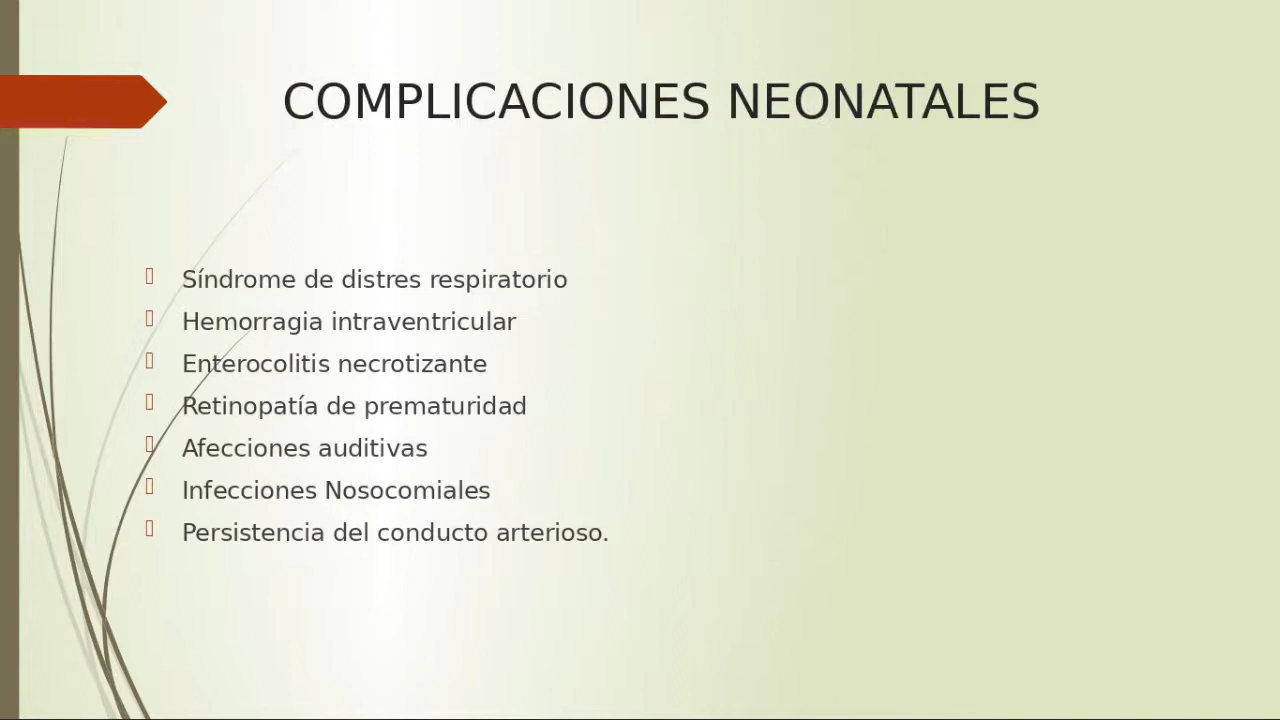 COMPLICACIONES NEONATALES
Síndrome de distres respiratorio
Hemorragia intraventricular
Enterocolitis necrotizante
Retinopatía de prematuridad
Afecciones auditivas
Infecciones Nosocomiales
Persistencia del conducto arterioso.